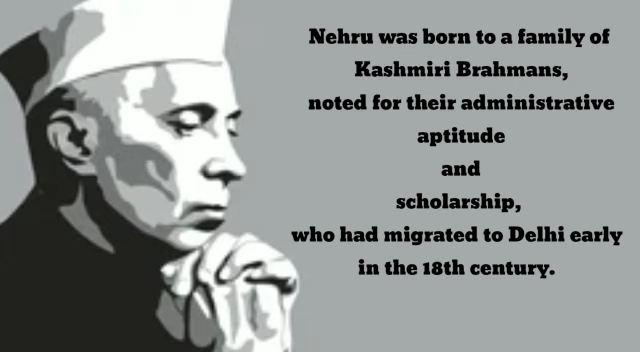 Nehru was born to a family of
Kashmiri Brahmans,
noted for their administrative
aptitude
and
scholarship,
who had migrated to Delhi early
in the 18th century.